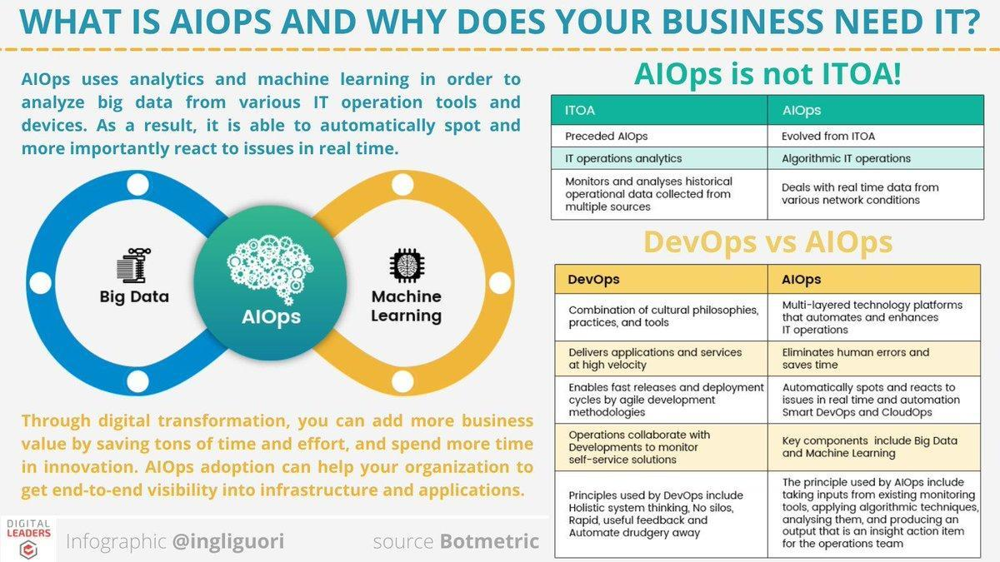 WHAT IS AIOPS AND WHY DOES YOUR BUSINESS NEED IT?
AIOps uses analytics and machine learning in order to
analyze big data from various IT operation tools and
devices. As a result, it is able to automatically spot and
more importantly react to issues in real time.
Big Data
AIOps
Machine
Learning
Through digital transformation, you can add more business
value by saving tons of time and effort, and spend more time
in innovation. AIOps adoption can help your organization to
get end-to-end visibility into infrastructure and applications.
AIOps is not ITOA!
ITOA
AIOps
Preceded AIOps
Evolved from ITOA
IT operations analytics
Algorithmic IT operations
Monitors and analyses historical
operational data collected from
multiple sources
Deals with real time data from
various network conditions
DevOps vs AIOps
DevOps
AIOps
Combination of cultural philosophies,
practices, and tools
Multi-layered technology platforms
that automates and enhances
IT operations
Delivers applications and services
at high velocity
Eliminates human errors and
saves time
Enables fast releases and deployment
cycles by agile development
methodologies
Automatically spots and reacts to
issues in real time and automation
Smart DevOps and CloudOps
Operations collaborate with
Developments to monitor
self-service solutions
Key components include Big Data
and Machine Learning
Principles used by DevOps include
Holistic system thinking, No silos,
Rapid, useful feedback and
Automate drudgery away
The principle used by AIOps include
taking inputs from existing monitoring
tools, applying algorithmic techniques,
analysing them, and producing an
output that is an insight action item
for the operations team
DIGITAL
LEADERS
Infographic @ingliguori
source Botmetric